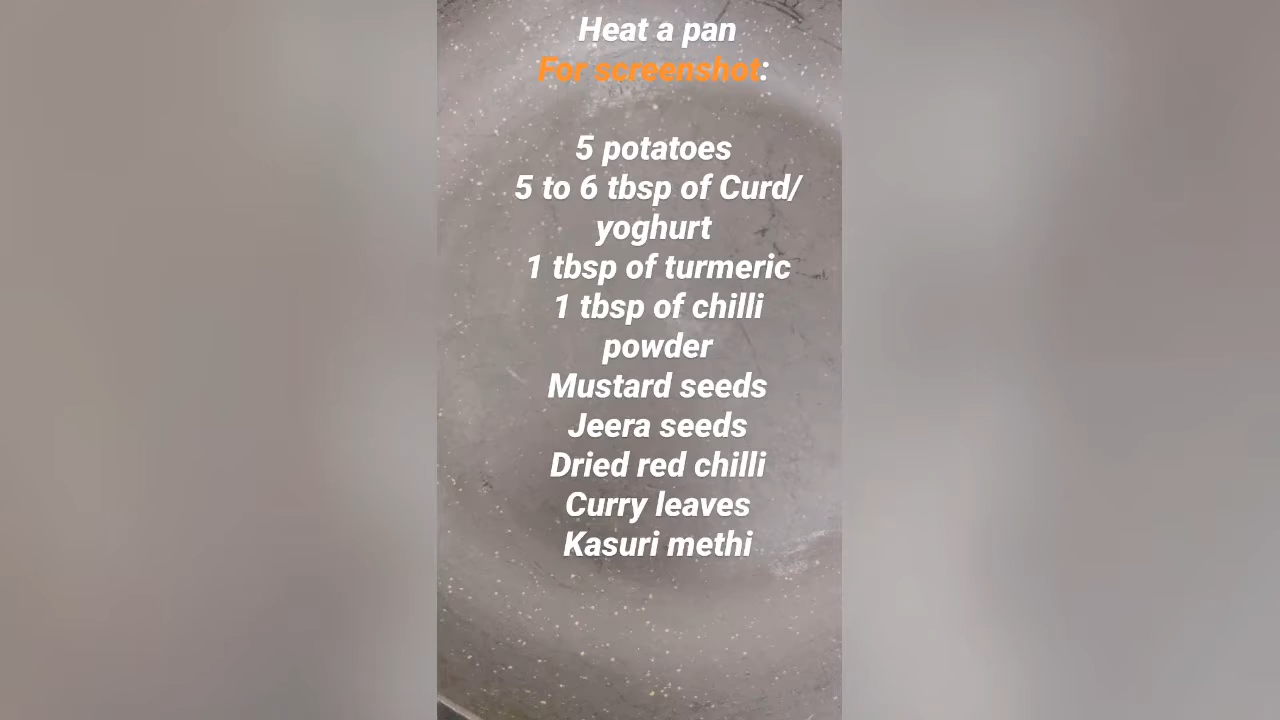 Heat a pan
For screenshot:
5 potatoes
5 to 6 tbsp of Curd/
yoghurt
1 tbsp of turmeric
1 tbsp of chilli
powder
Mustard seeds
Jeera seeds
Dried red chilli
Curry leaves
Kasuri methi